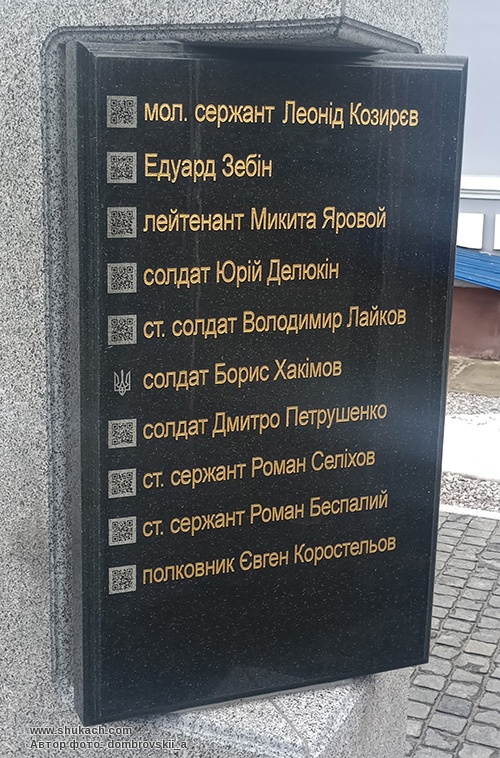 мол. сержант Леонід Козирєв
Едуард Зебін
лейтенант Микита Яровой
солдат Юрій Делюкін
ст. солдат Володимир Лайков
солдат Борис Хакімов
солдат Дмитро Петрушенко
ст. сержант Роман Селіхов
ст. сержант Роман Беспалий
полковник Євген Коростельов
www.shukach.com
Автор фото: dombrovskii_a